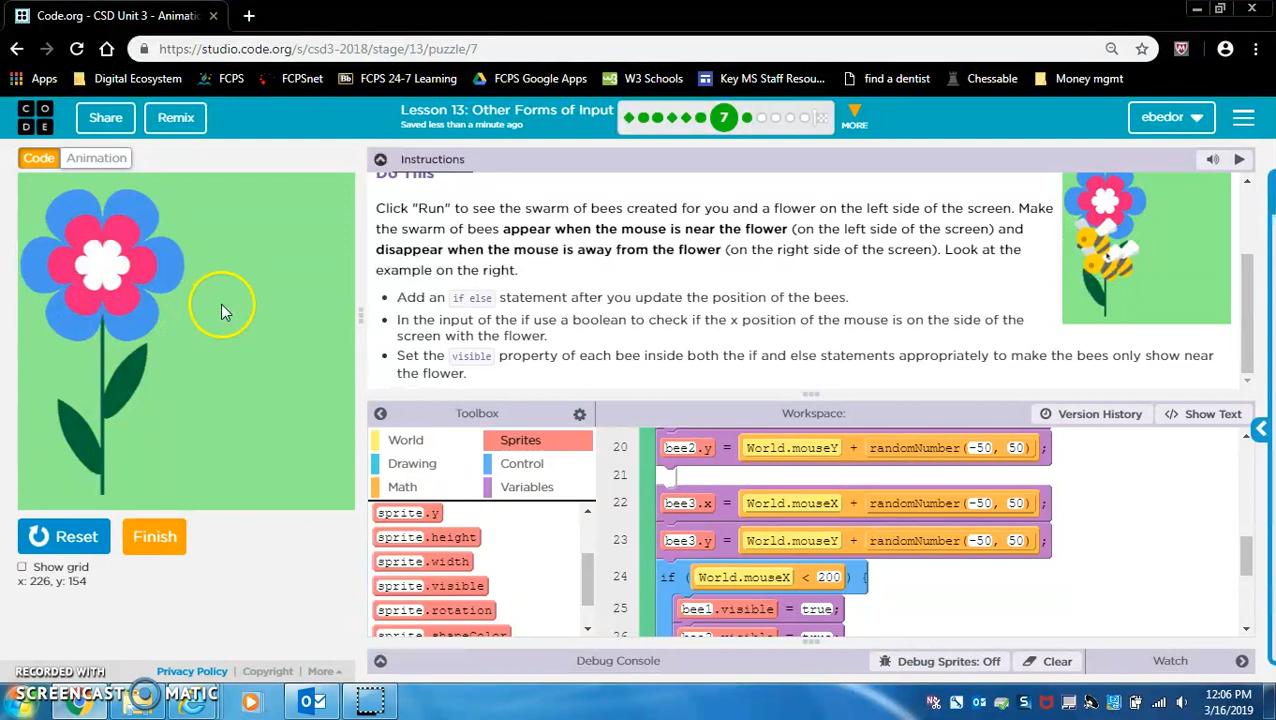 Code.org - CSD Unit 3 - Animatic
https://studio.code.org/s/csd3-2018/stage/13/puzzle/7
Apps Digital Ecosystem FCPS FCPSnet Bb FCPS 24-7 Learning FCPS Google Apps W3 Schools Key MS Staff Resou... find a dentist Chessable Money mgmt
C O D E Share Remix Lesson 13: Other Forms of Input 7 MORE ebedor
Saved less than a minute ago
Code Animation Instructions
Do This
Click "Run" to see the swarm of bees created for you and a flower on the left side of the screen. Make
the swarm of bees appear when the mouse is near the flower (on the left side of the screen) and
disappear when the mouse is away from the flower (on the right side of the screen). Look at the
example on the right.
Add an if else statement after you update the position of the bees.
In the input of the if use a boolean to check if the x position of the mouse is on the side of the
screen with the flower.
Set the visible property of each bee inside both the if and else statements appropriately to make the bees only show near
the flower.
Toolbox Workspace: Version History </> Show Text
World Sprites
Drawing Control
Math Variables
sprite.y
sprite.height
sprite.width
sprite.visible
sprite.rotation
sprite.shapeColor
20 bee2.y = World.mouseY + randomNumber(-50, 50);
21
22 bee3.x = World.mouseX + randomNumber(-50, 50);
23 bee3.y = World.mouseY + randomNumber(-50, 50);
24 if (World.mouseX < 200) {
25 bee1.visible = true;
26 bee2.visible = true;
Reset Finish
Show grid
x: 226, y: 154
Debug Console Debug Sprites: Off Clear Watch
Privacy Policy | Copyright | More
RECORDED WITH
SCREENCAST MATIC
12:06 PM
3/16/2019